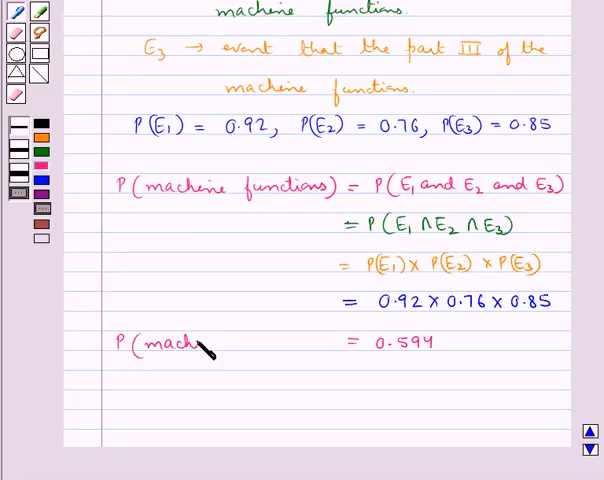 machine functions.
E3 → event that the part III of the
machine functions.
P(E1) = 0.92, P(E2) = 0.76, P(E3) = 0.85
P(machine functions) = P(E1 and E2 and E3)
= P(E1 ∩ E2 ∩ E3)
= P(E1) × P(E2) × P(E3)
= 0.92 × 0.76 × 0.85
P(mach = 0.594